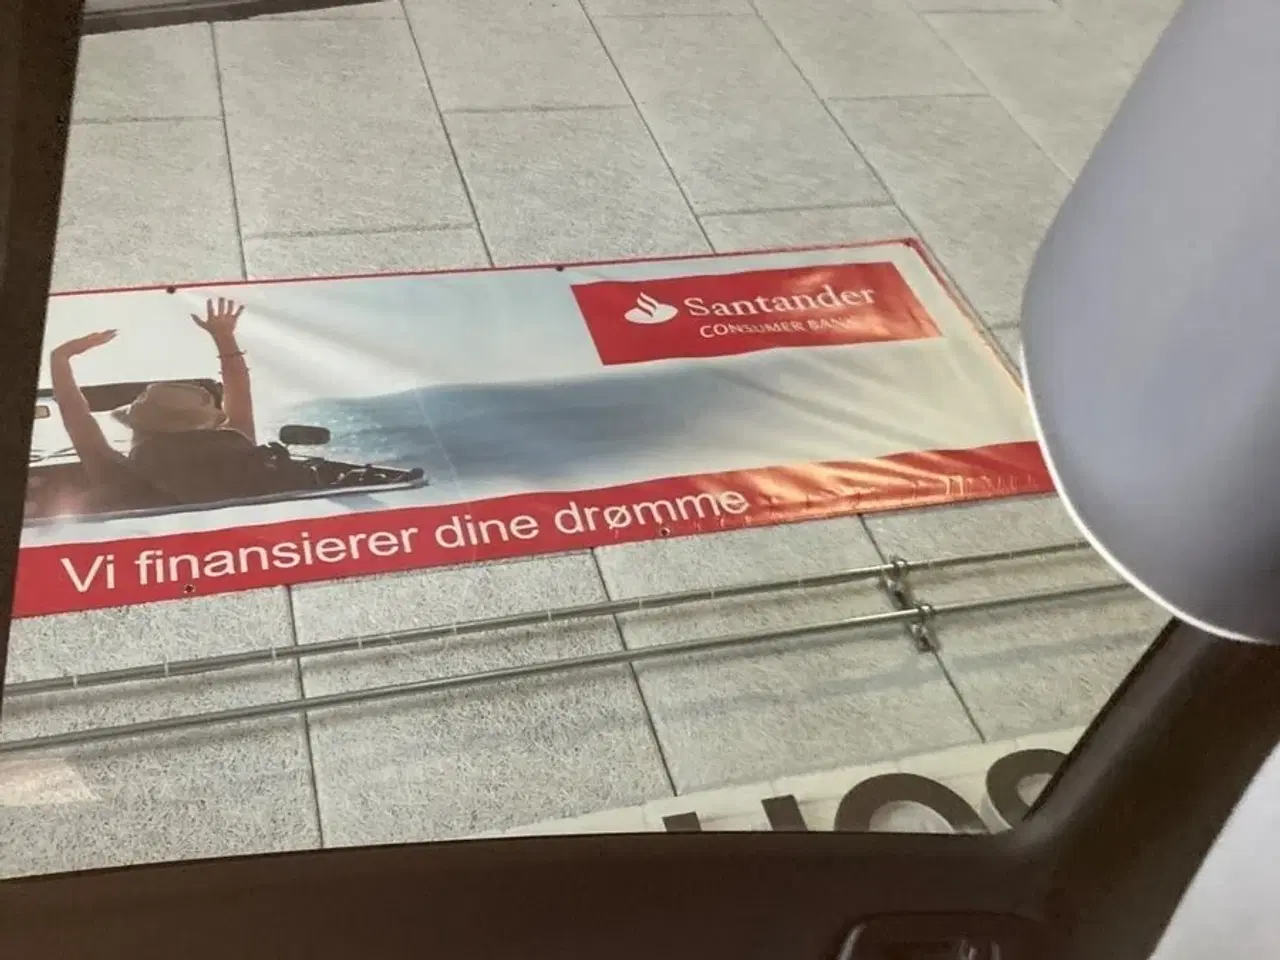 Santander
CONSUMER BANK
Vi finansierer dine drømme